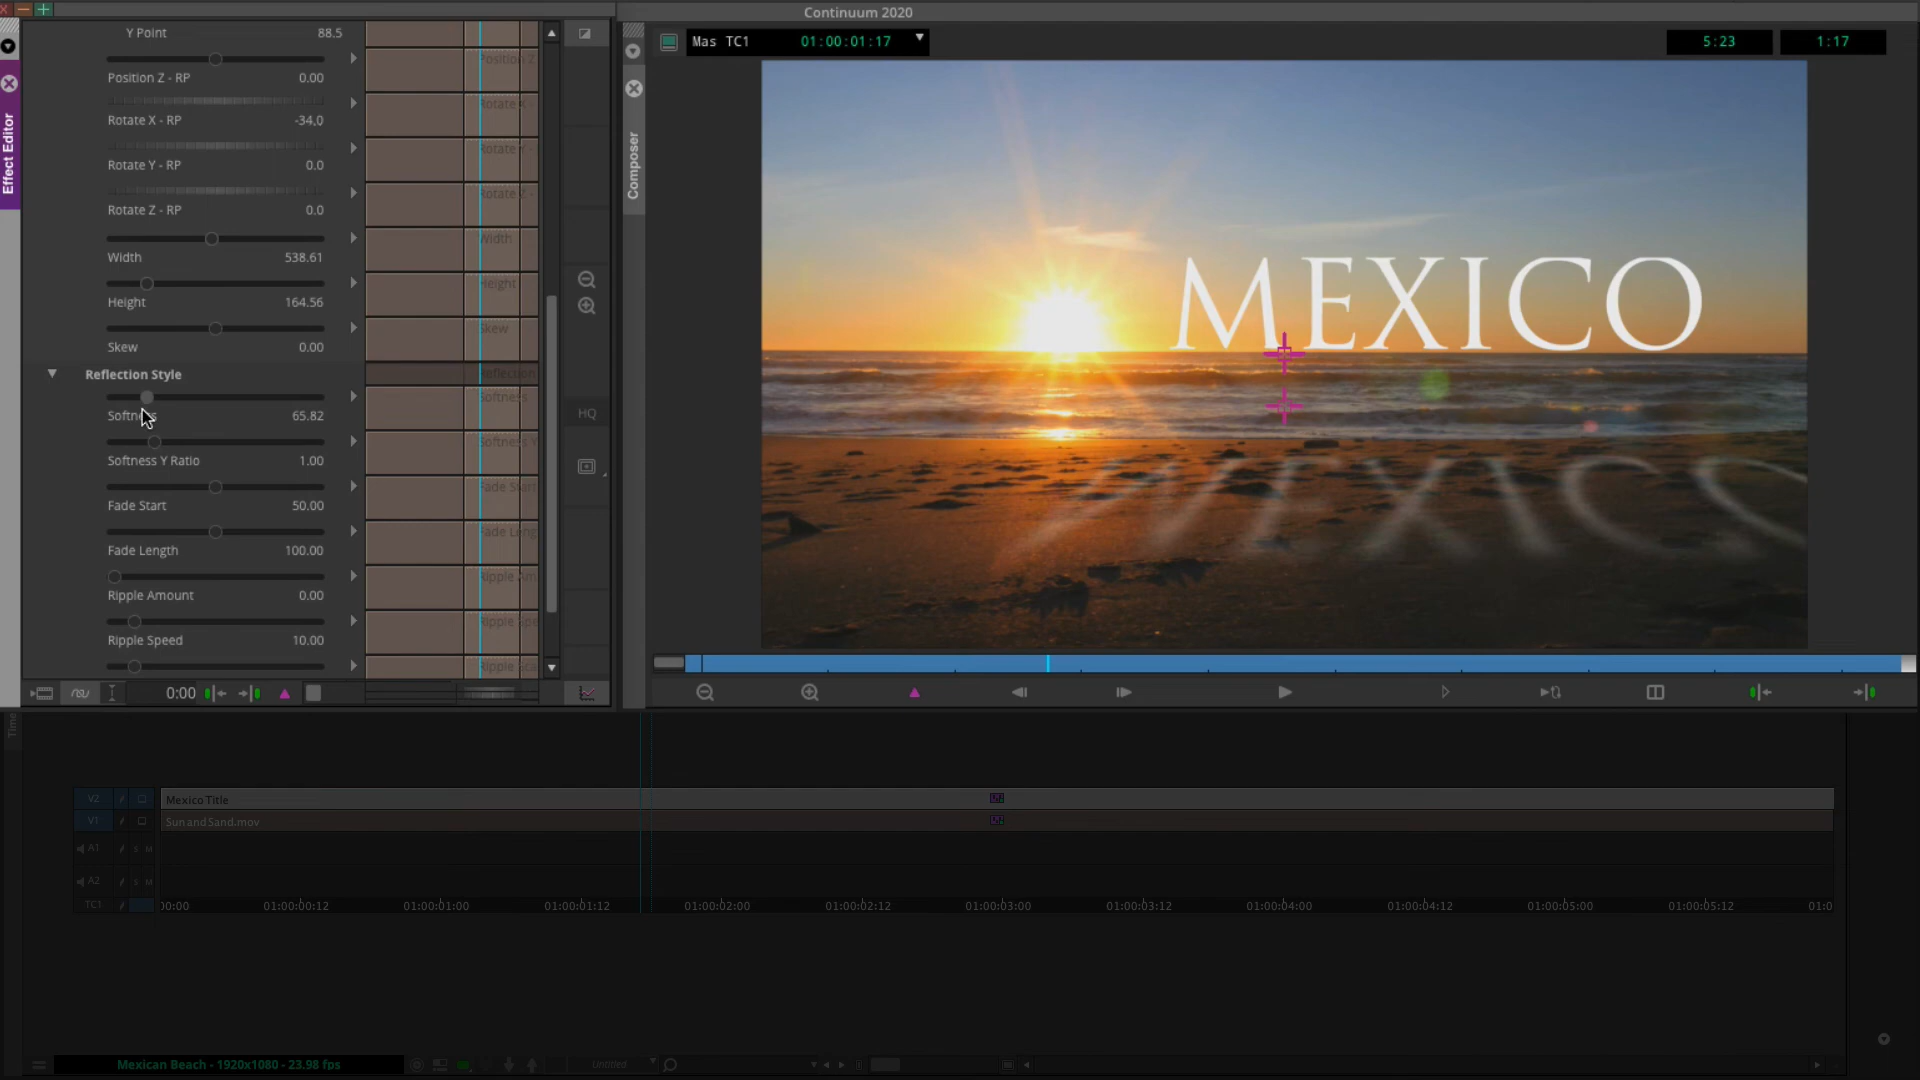 Continuum 2020
Y Point 88.5
Position Z - RP 0.00
Rotate X - RP -34.0
Rotate Y - RP 0.0
Rotate Z - RP 0.0
Width 538.61
Height 164.56
Skew 0.00
Reflection Style
Softness 65.82
Softness Y Ratio 1.00
Fade Start 50.00
Fade Length 100.00
Ripple Amount 0.00
Ripple Speed 10.00
Effect Editor
Position Z
Rotate X -
Rotate Y -
Rotate Z -
Width
Height
Skew
Reflection
Softness
Softness Y
Fade Start
Fade Leng
Ripple Am
Ripple Spe
Ripple Sca
0:00
HQ
Composer
Mas TC1 01:00:01:17
5:23
1:17
MEXICO
MEXICO
Time
V2 Mexico Title
V1 Sun and Sand.mov
A1 S M
A2 S M
TC1 00:00 01:00:00:12 01:00:01:00 01:00:01:12 01:00:02:00 01:00:02:12 01:00:03:00 01:00:03:12 01:00:04:00 01:00:04:12 01:00:05:00 01:00:05:12 01:0
Mexican Beach - 1920x1080 - 23.98 fps
Untitled